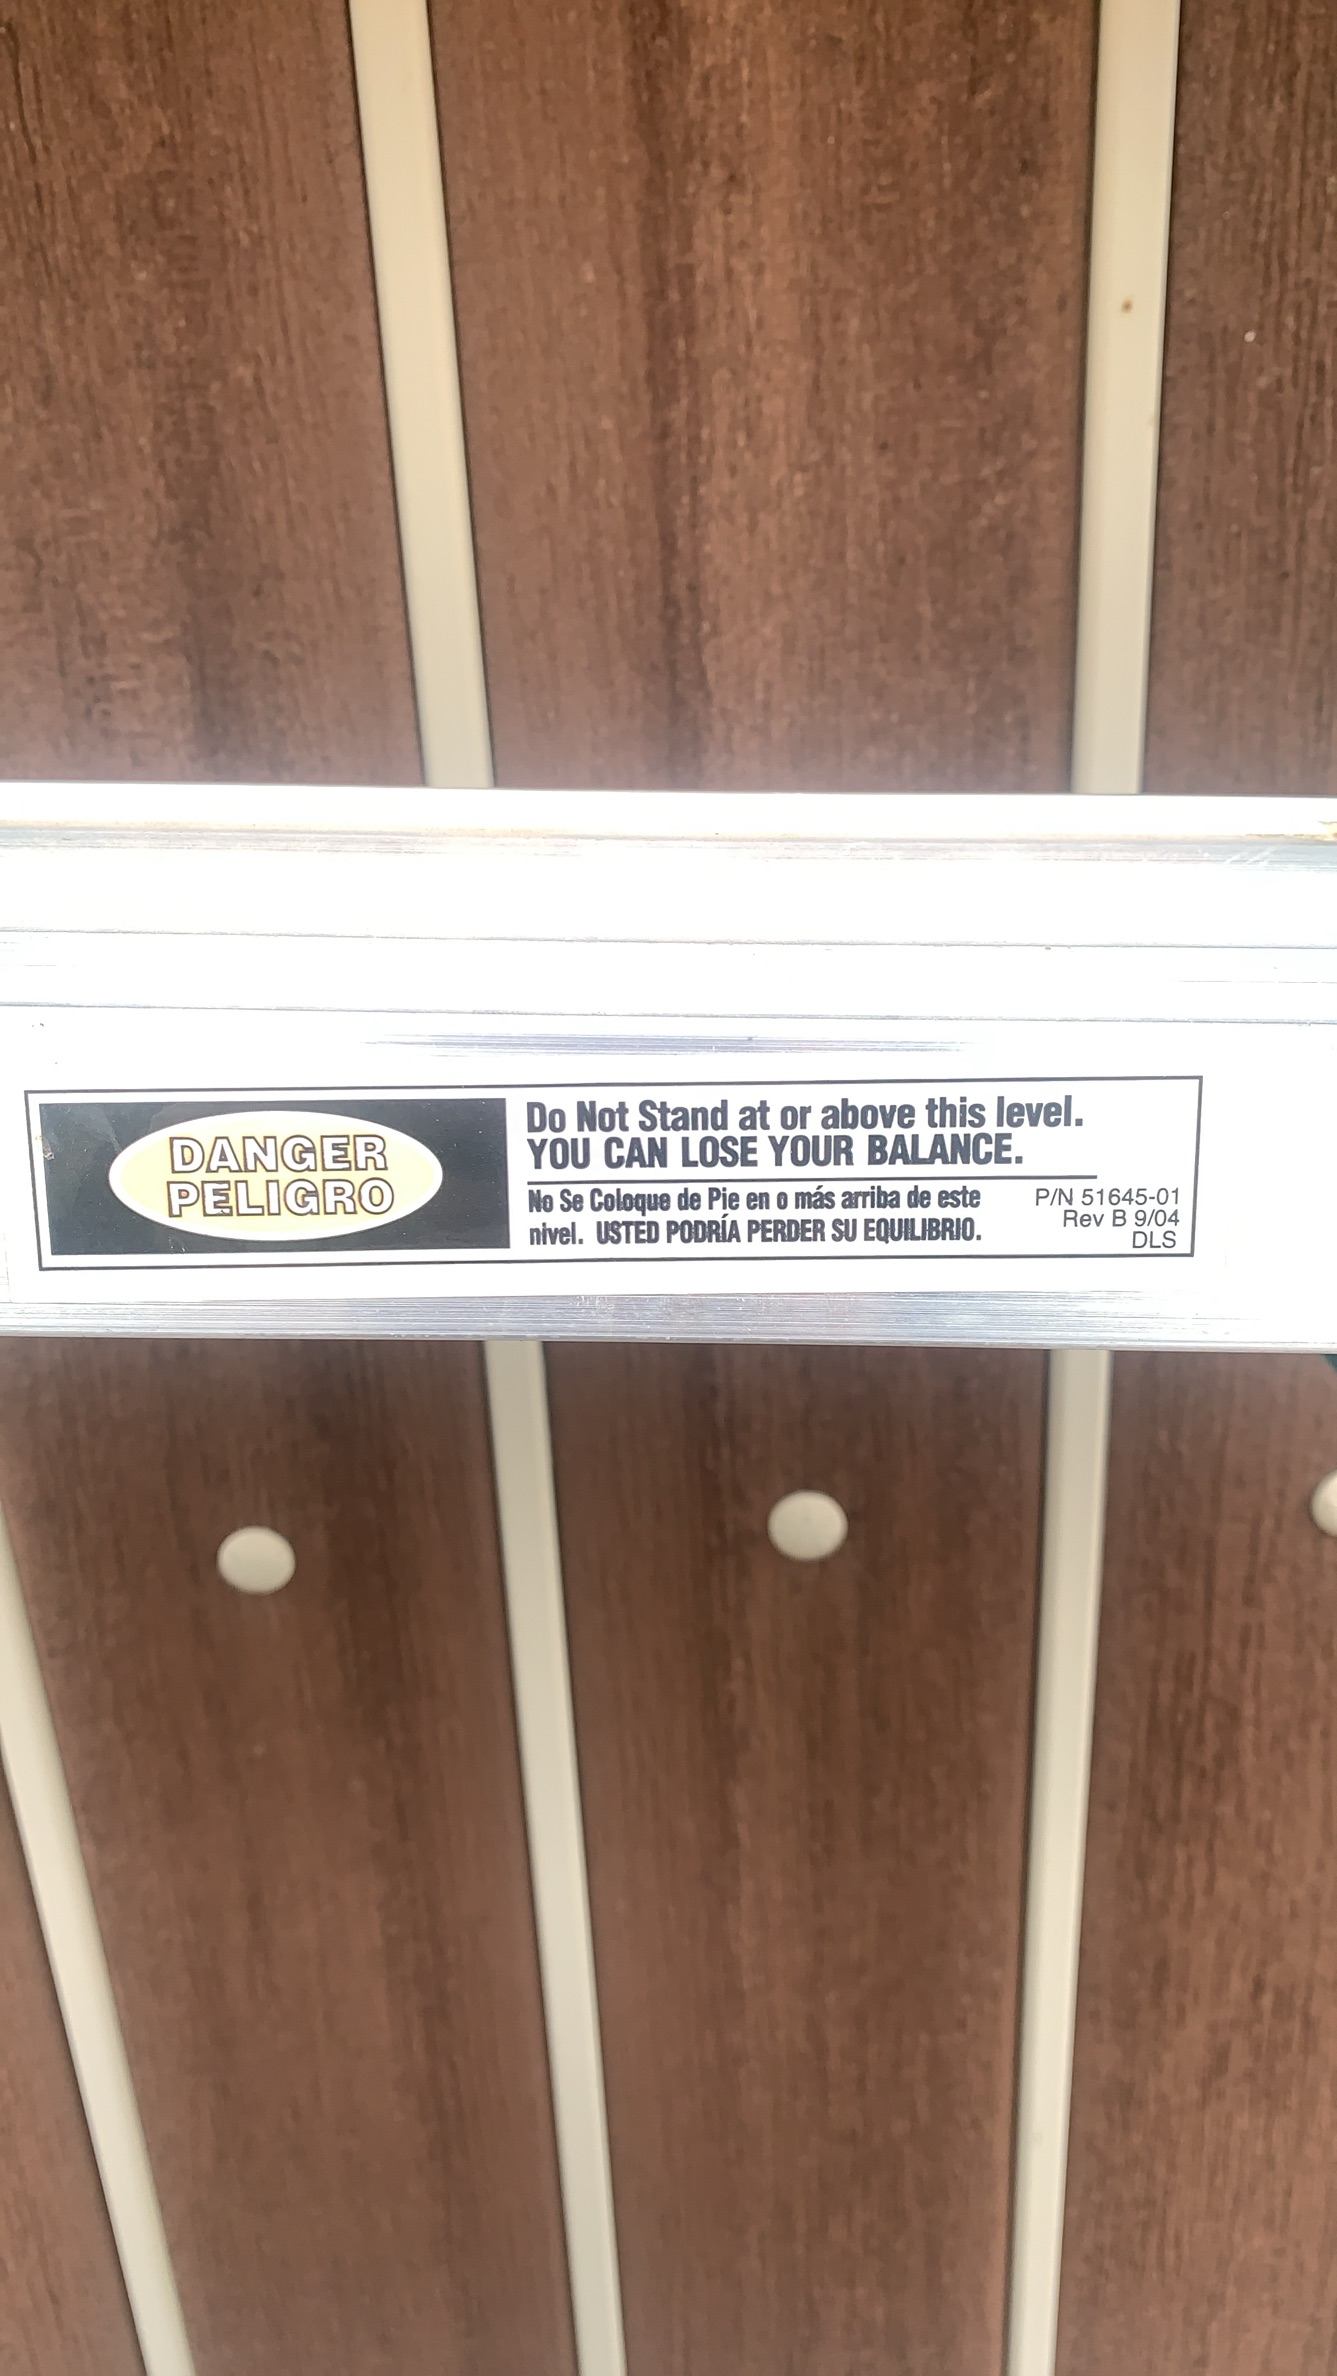 DANGER
PELIGRO
Do Not Stand at or above this level.
YOU CAN LOSE YOUR BALANCE.
No Se Coloque de Pie en o más arriba de este
nivel. USTED PODRÍA PERDER SU EQUILIBRIO.
P/N 51645-01
Rev B 9/04
DLS